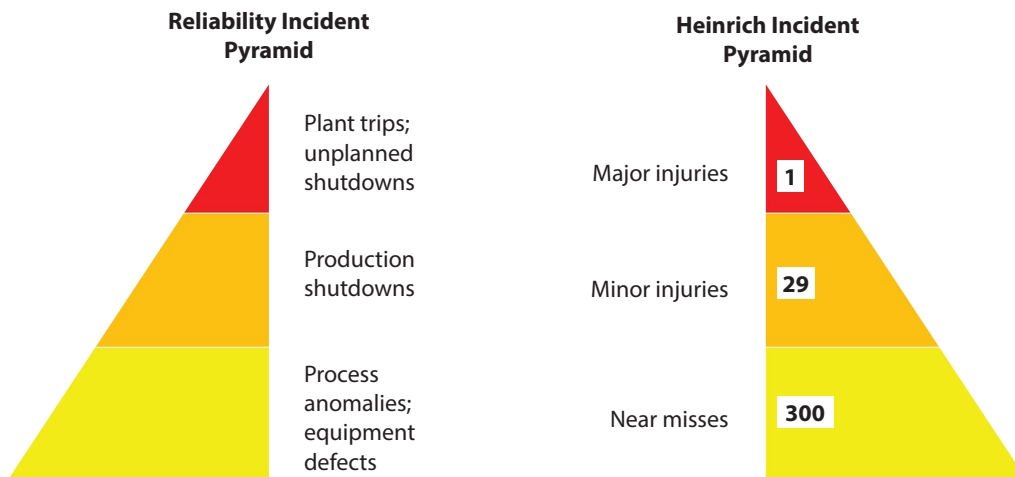 Reliability Incident
Pyramid
Plant trips;
unplanned
shutdowns
Production
shutdowns
Process
anomalies;
equipment
defects
Heinrich Incident
Pyramid
Major injuries
1
Minor injuries
29
Near misses
300